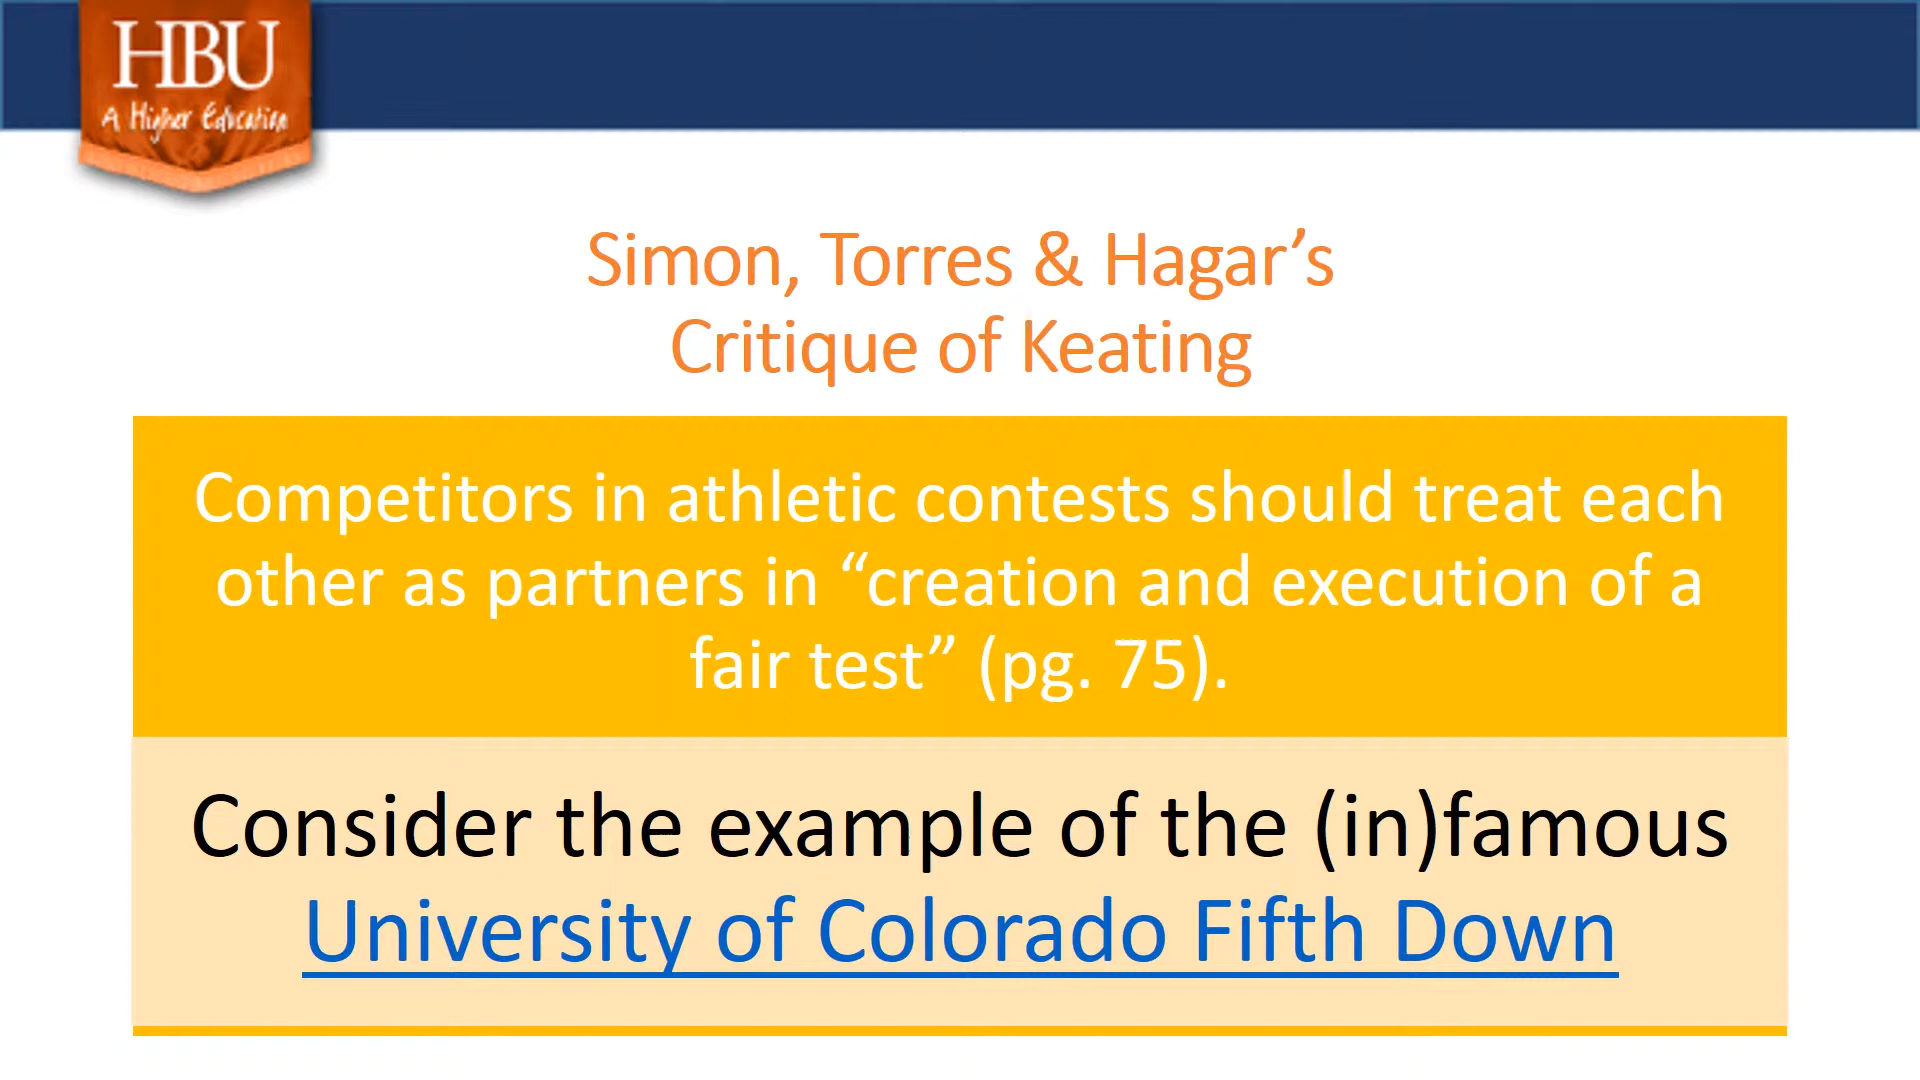 HBU
A Higher Education
Simon, Torres & Hagar’s
Critique of Keating
Competitors in athletic contests should treat each
other as partners in “creation and execution of a
fair test” (pg. 75).
Consider the example of the (in)famous
University of Colorado Fifth Down